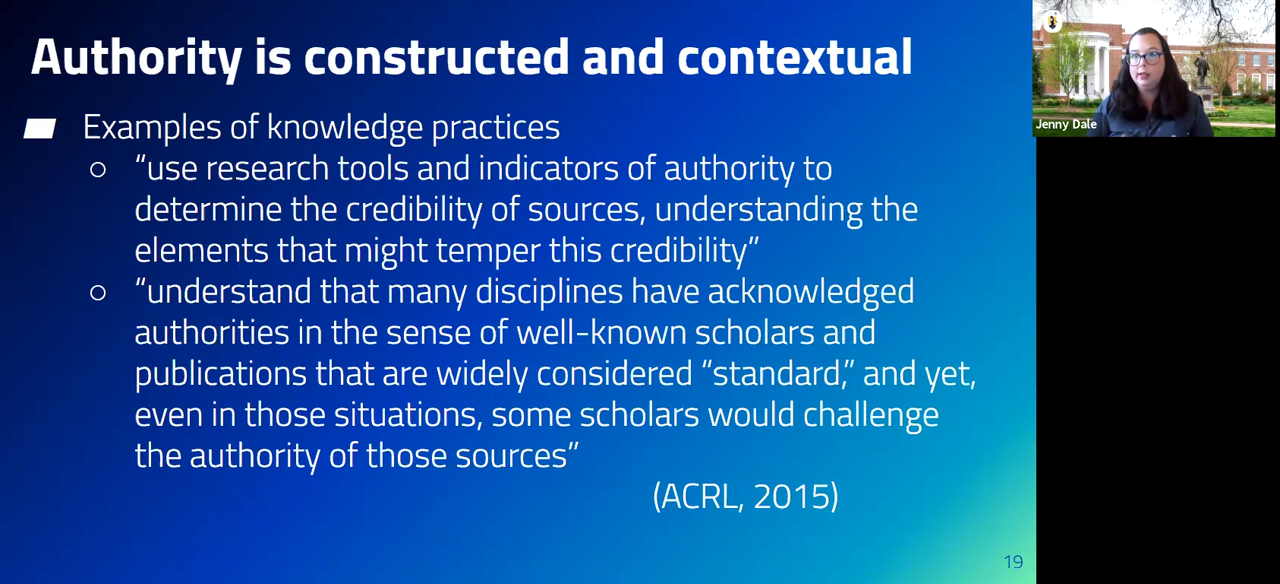 Authority is constructed and contextual
Examples of knowledge practices
“use research tools and indicators of authority to
determine the credibility of sources, understanding the
elements that might temper this credibility”
“understand that many disciplines have acknowledged
authorities in the sense of well-known scholars and
publications that are widely considered “standard,” and yet,
even in those situations, some scholars would challenge
the authority of those sources”
(ACRL, 2015)
19
Jenny Dale